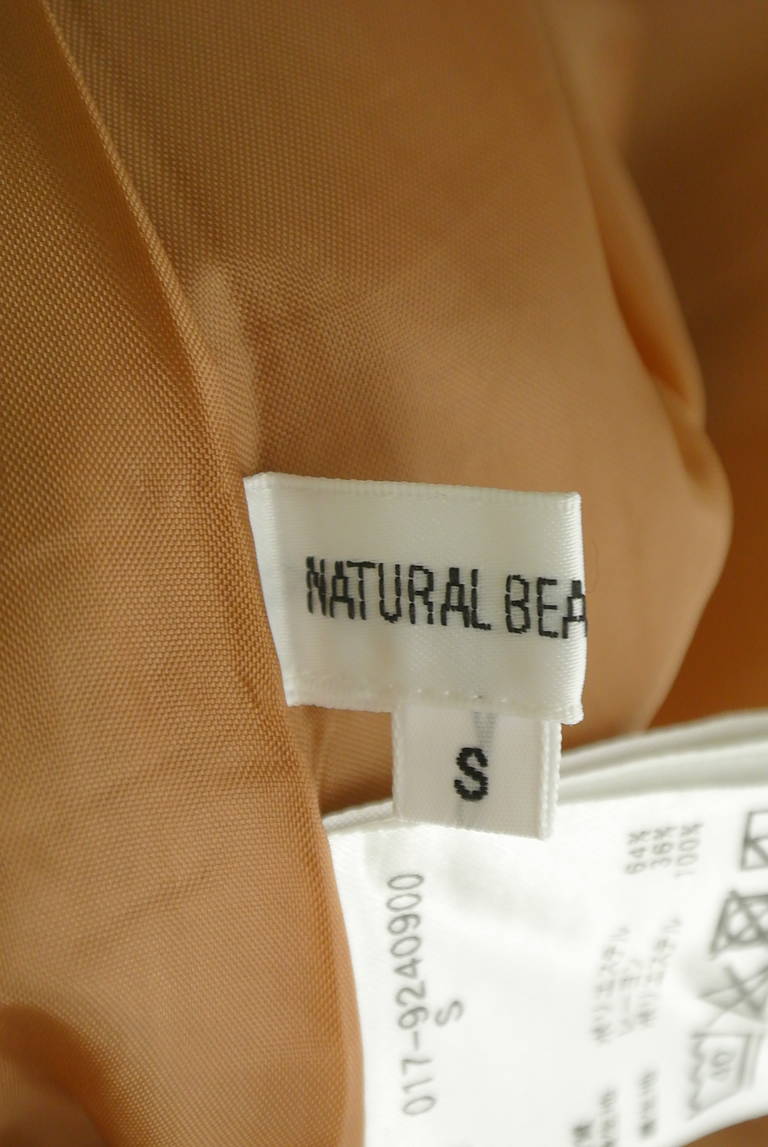 NATURAL BEA
S
017-9240900
S
ポリエステル 64%
レーヨン 36%
ポリエステル 100%
40